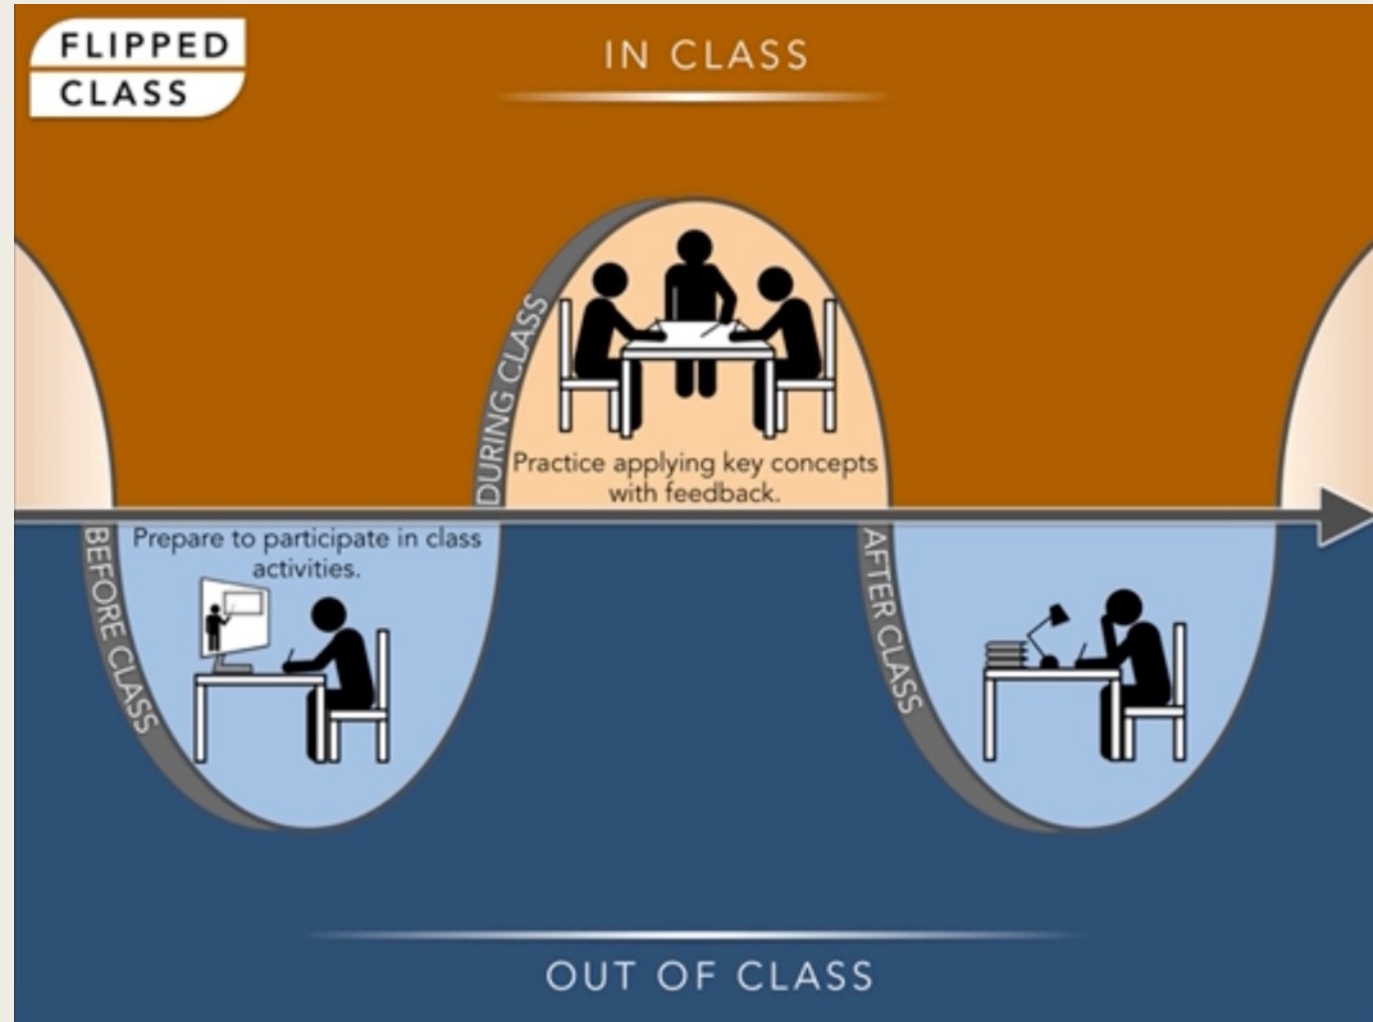 FLIPPED
CLASS
IN CLASS
DURING CLASS
Practice applying key concepts
with feedback.
BEFORE CLASS
Prepare to participate in class
activities.
AFTER CLASS
OUT OF CLASS